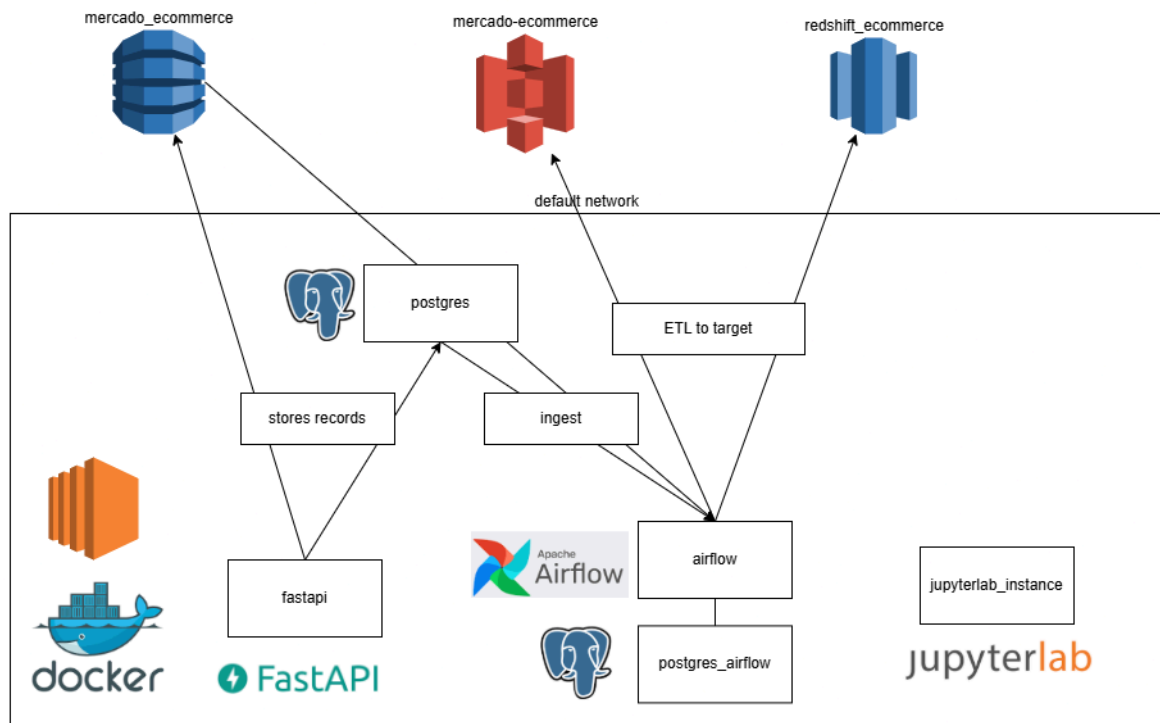 mercado_ecommerce
mercado-ecommerce
redshift_ecommerce
default network
postgres
ETL to target
stores records
ingest
Apache
Airflow
airflow
fastapi
jupyterlab_instance
docker
FastAPI
postgres_airflow
jupyterlab